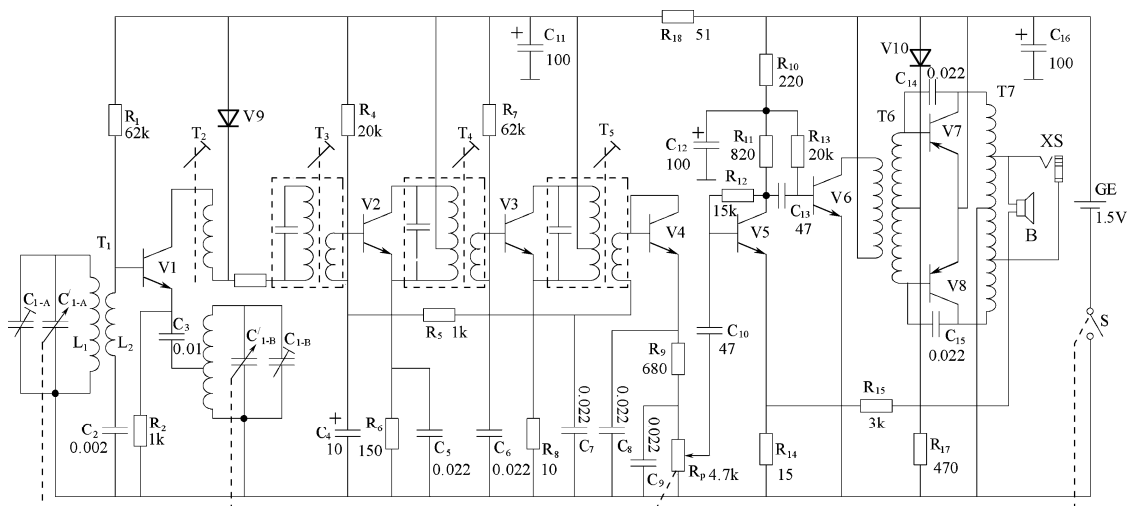 C₁₁
100
R₁₈ 51
C₁₆
100
V10
C₁₄ 0.022
R₁₀
220
R₁
62k
V9
T₂
R₄
20k
T₃
R₇
62k
T₄
T₅
C₁₂
100
R₁₁
820
R₁₃
20k
T6
V7
T7
XS
R₁₂
15k
C₁₃
47
V6
GE
1.5V
B
V2
V3
V4
V5
T₁
V1
V8
C₁₋A
C′₁₋A
L₁
L₂
C₃
0.01
C′₁₋B
C₁₋B
R₅ 1k
C₁₀
47
C₁₅
0.022
S
R₉
680
R₁₅
3k
C₂
0.002
R₂
1k
C₄
10
R₆
150
C₅
0.022
C₆
0.022
R₈
10
0.022
C₇
0.022
C₈
0.022
C₉
Rp 4.7k
R₁₄
15
R₁₇
470